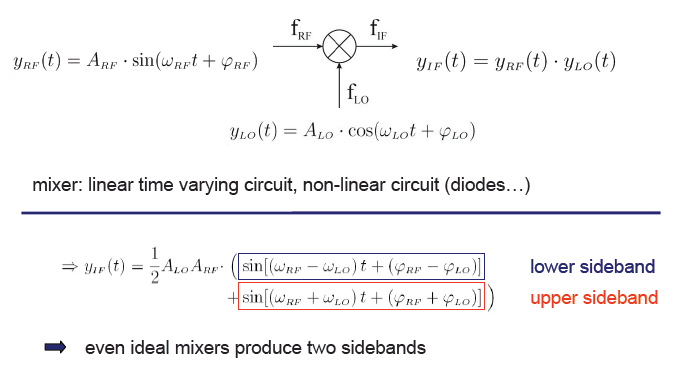 f_RF f_IF
y_RF(t) = A_RF · sin(ω_RF t + φ_RF)
y_IF(t) = y_RF(t) · y_LO(t)
f_LO
y_LO(t) = A_LO · cos(ω_LO t + φ_LO)
mixer: linear time varying circuit, non-linear circuit (diodes…)
⇒ y_IF(t) = 1/2 A_LO A_RF · (sin[(ω_RF − ω_LO) t + (φ_RF − φ_LO)] lower sideband
+ sin[(ω_RF + ω_LO) t + (φ_RF + φ_LO)]) upper sideband
even ideal mixers produce two sidebands